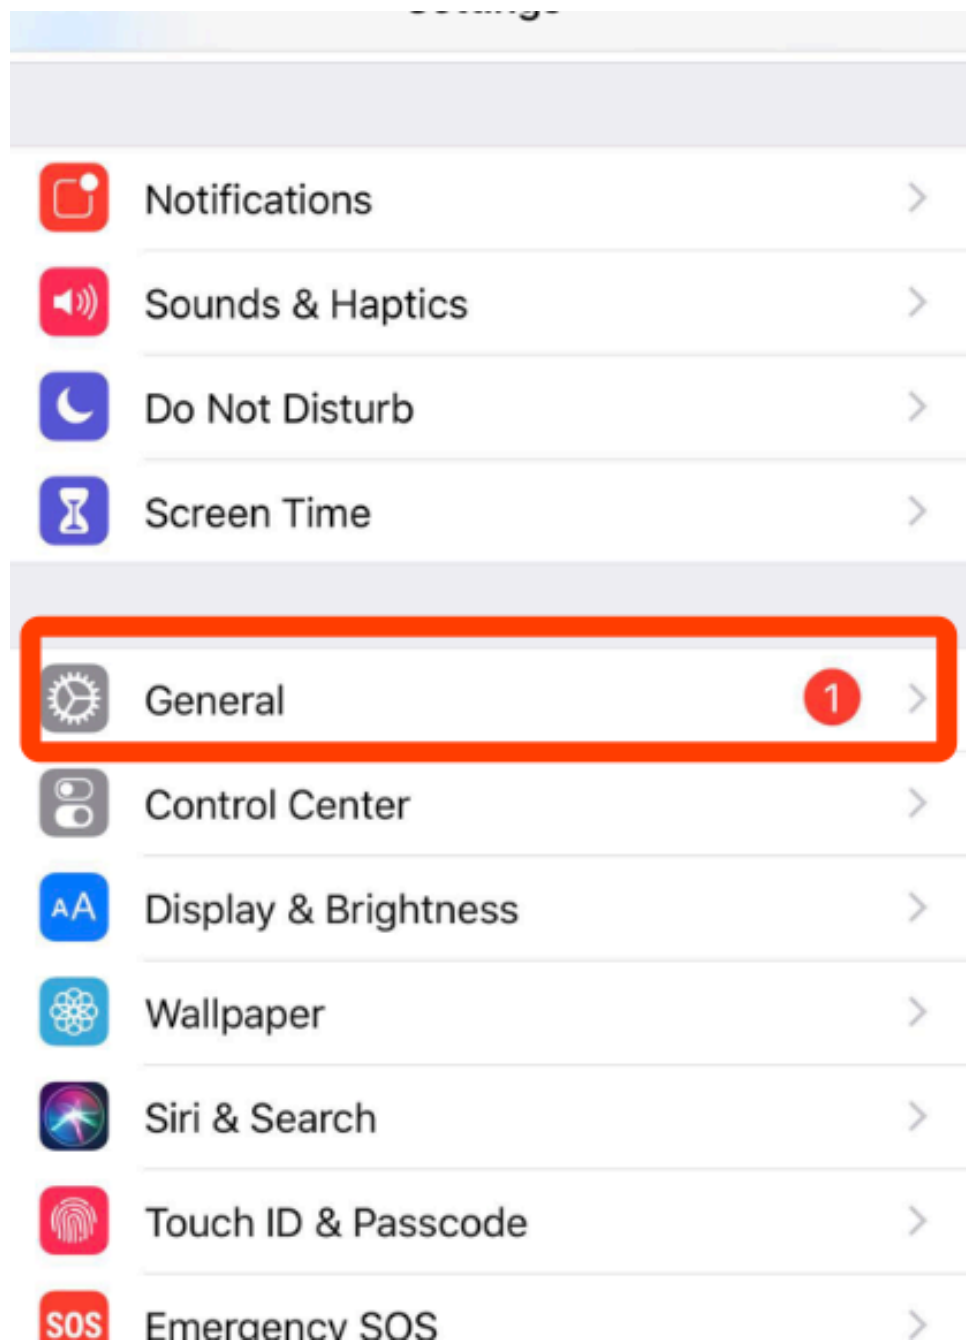 Settings
Notifications
Sounds & Haptics
Do Not Disturb
Screen Time
General 1
Control Center
AA Display & Brightness
Wallpaper
Siri & Search
Touch ID & Passcode
SOS Emergency SOS